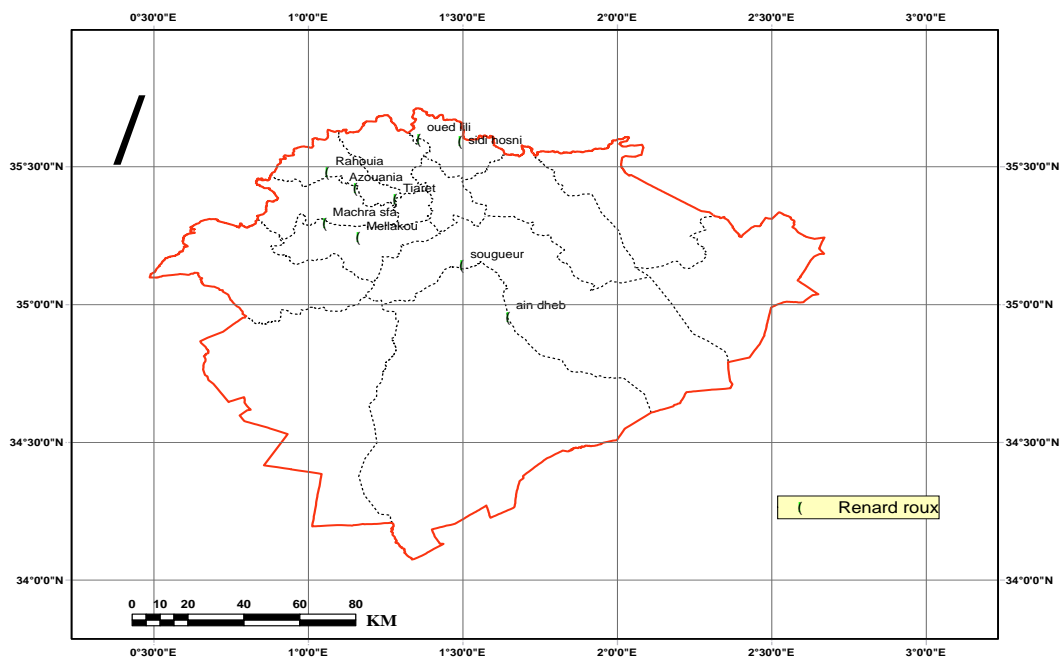 0°30'0"E 1°0'0"E 1°30'0"E 2°0'0"E 2°30'0"E 3°0'0"E
oued lili
sidi hosni
35°30'0"N 35°30'0"N
Rahouia
Azouania
Tiaret
Machra sfa
Mellakou
sougueur
35°0'0"N 35°0'0"N
ain dheb
34°30'0"N 34°30'0"N
Renard roux
34°0'0"N 34°0'0"N
0 10 20 40 60 80
KM
0°30'0"E 1°0'0"E 1°30'0"E 2°0'0"E 2°30'0"E 3°0'0"E